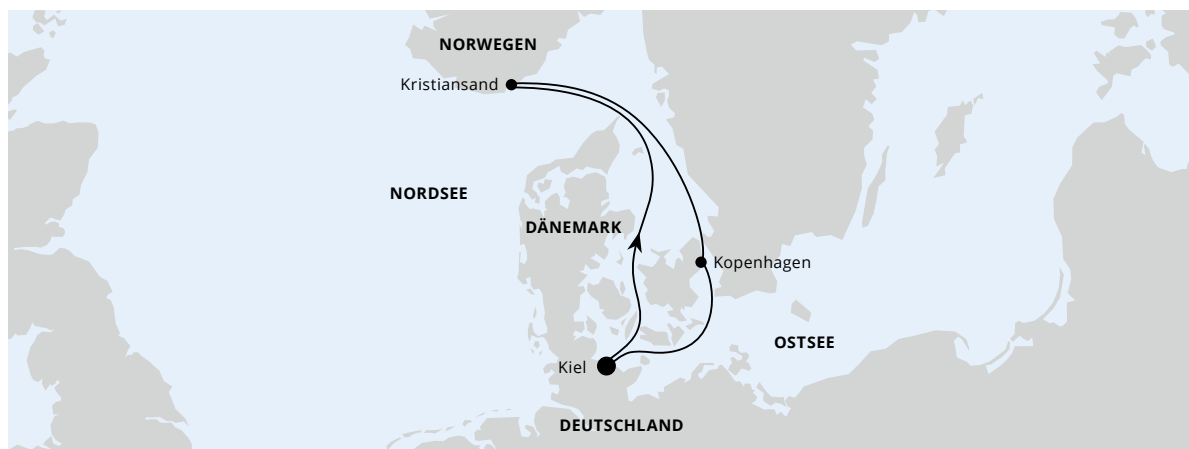 NORWEGEN
Kristiansand
NORDSEE
DÄNEMARK
Kopenhagen
OSTSEE
Kiel
DEUTSCHLAND